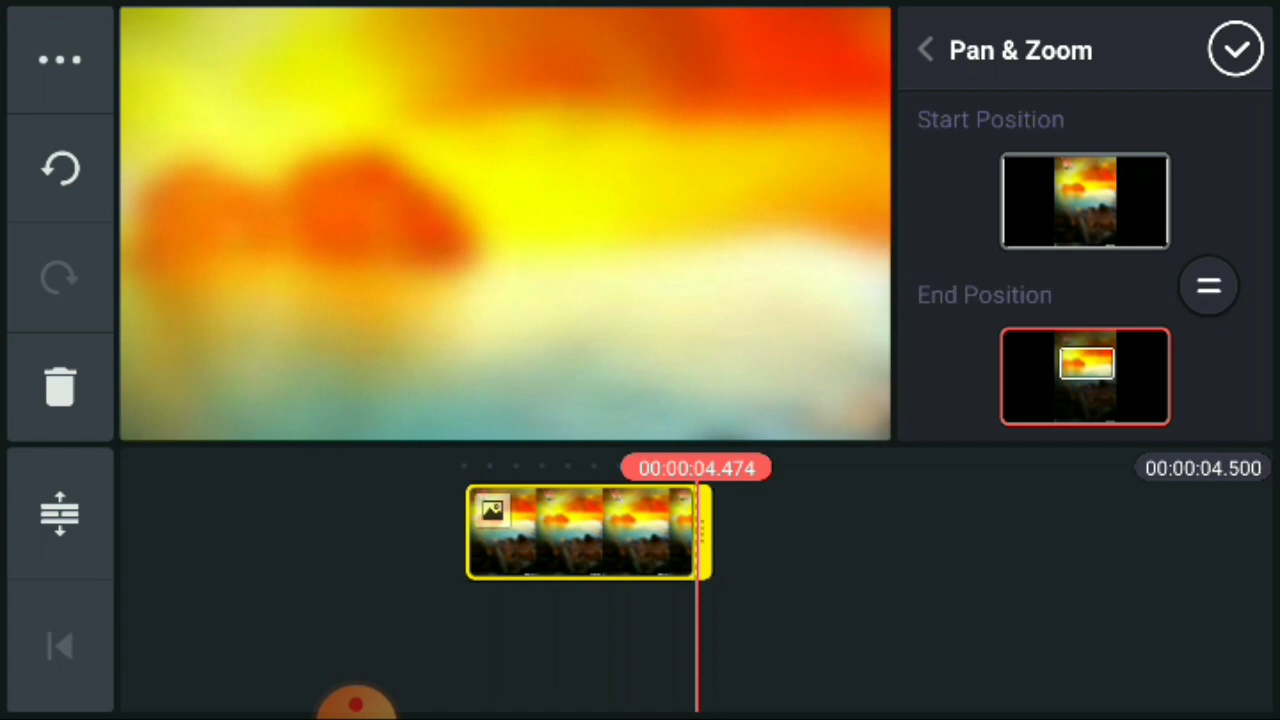 Pan & Zoom
Start Position
End Position
00:00:04.474
00:00:04.500